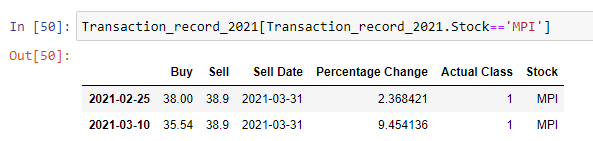 In [50]: Transaction_record_2021[Transaction_record_2021.Stock=='MPI']
Out[50]:
Buy Sell Sell Date Percentage Change Actual Class Stock
2021-02-25 38.00 38.9 2021-03-31 2.368421 1 MPI
2021-03-10 35.54 38.9 2021-03-31 9.454136 1 MPI